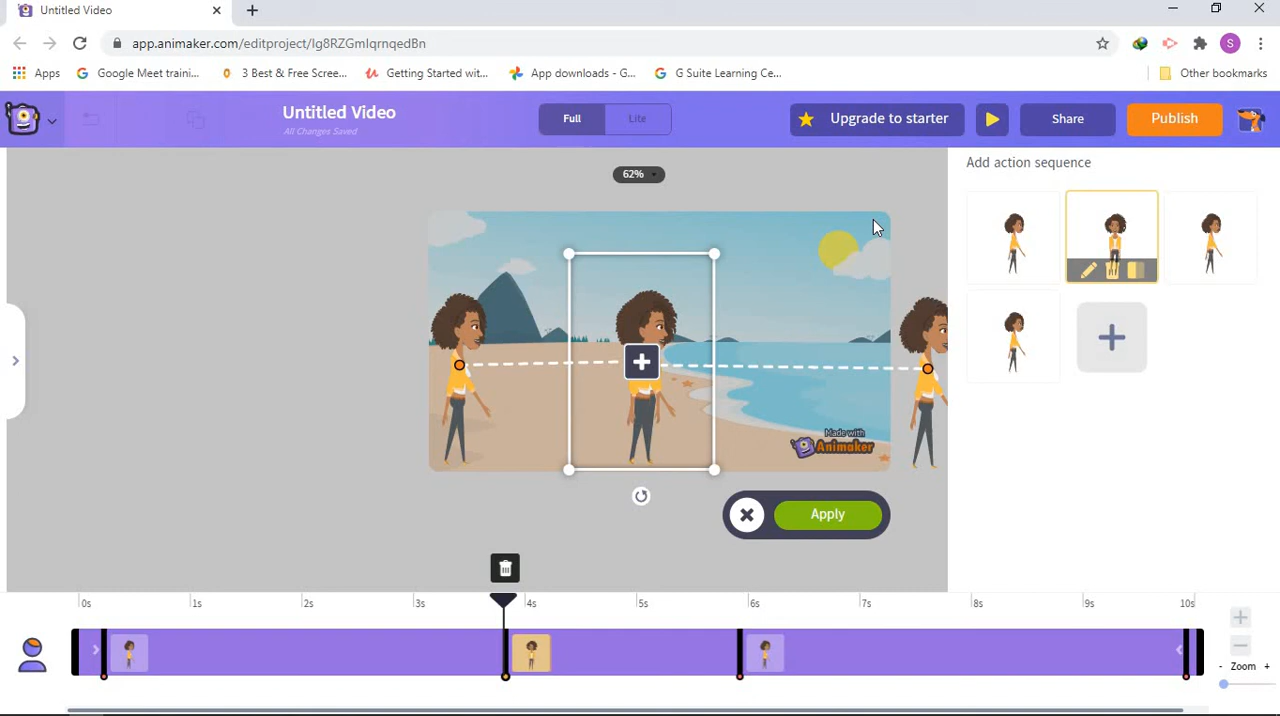 Untitled Video
app.animaker.com/editproject/Ig8RZGmIqrnqedBn
S
Apps
Google Meet traini...
3 Best & Free Scree...
Getting Started wit...
App downloads - G...
G Suite Learning Ce...
Other bookmarks
Untitled Video
All Changes Saved
Full
Lite
Upgrade to starter
Share
Publish
62%
Add action sequence
Made with
Animaker
Apply
0s 1s 2s 3s 4s 5s 6s 7s 8s 9s 10s
- Zoom +